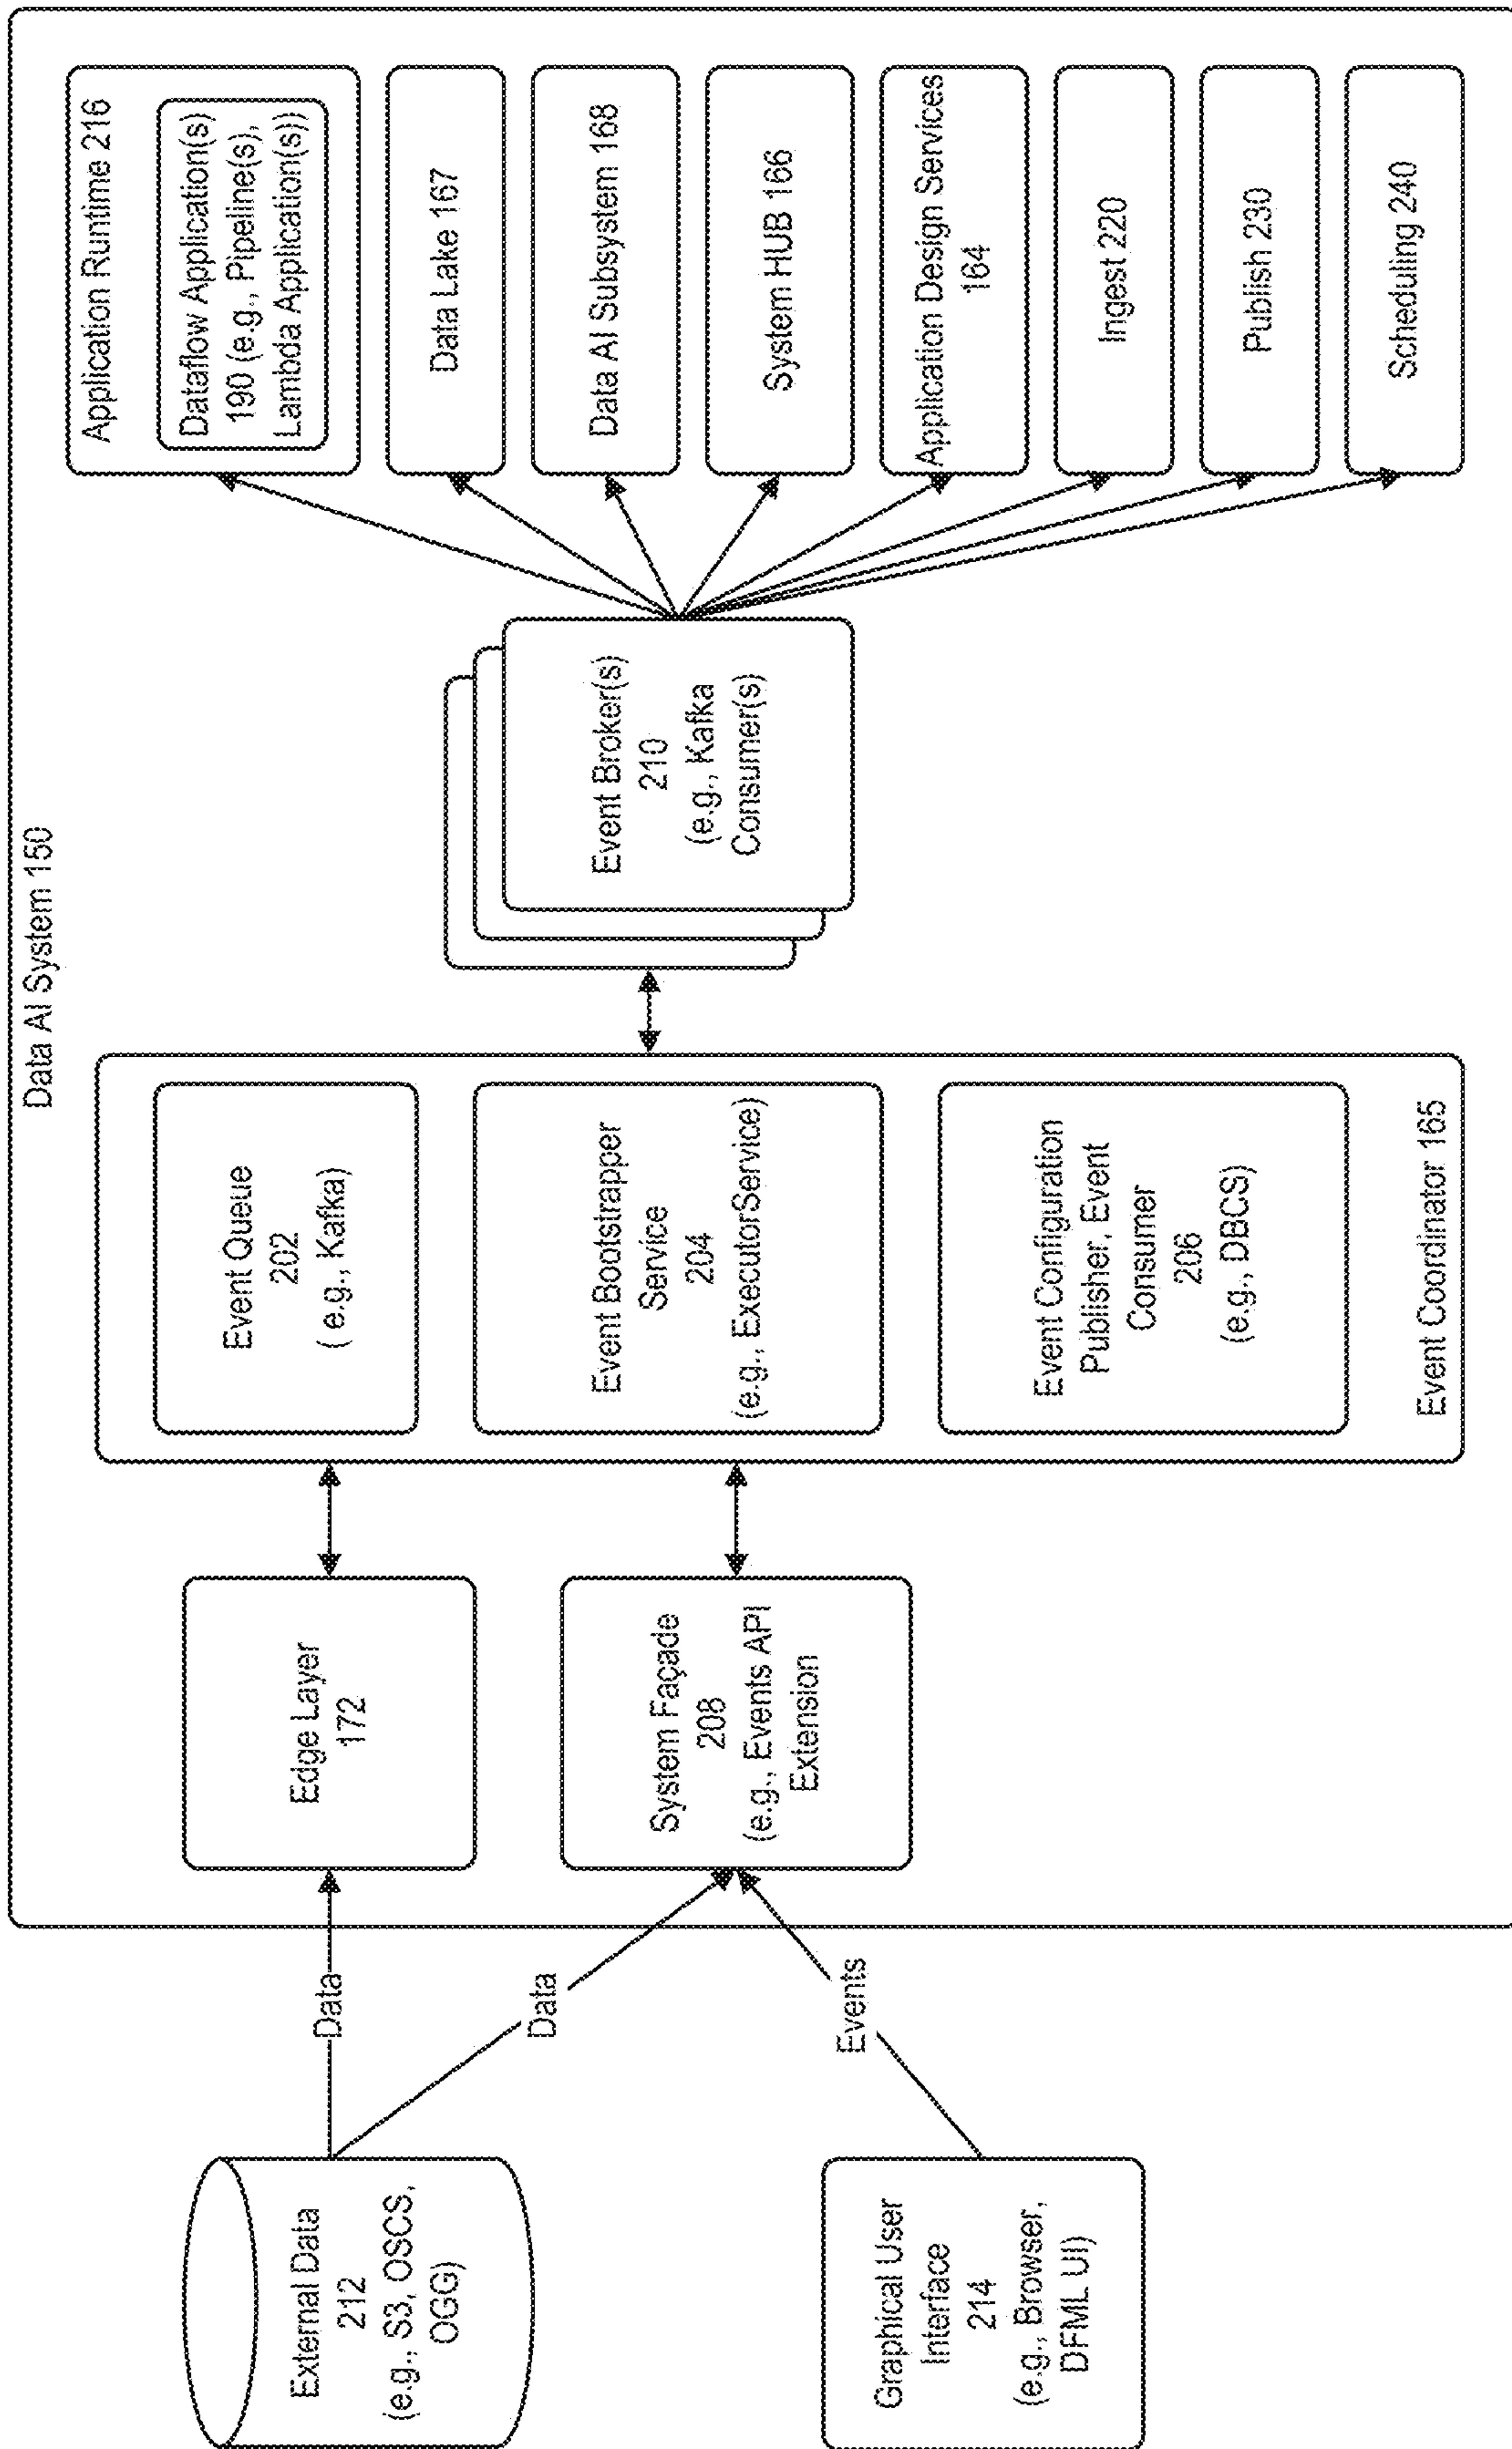 Data AI System 150
External Data
212
(e.g., S3, OSCS,
OGG)
Graphical User
Interface
214
(e.g., Browser,
DFML UI)
Data
Data
Events
Edge Layer
172
System Façade
208
(e.g., Events API
Extension
Event Queue
202
( e.g., Kafka)
Event Bootstrapper
Service
204
(e.g., ExecutorService)
Event Configuration
Publisher, Event
Consumer
206
(e.g., DBCS)
Event Coordinator 165
Event Broker(s)
210
(e.g., Kafka
Consumer(s)
Application Runtime 216
Dataflow Application(s)
190 (e.g., Pipeline(s),
Lambda Application(s))
Data Lake 167
Data AI Subsystem 168
System HUB 166
Application Design Services
164
Ingest 220
Publish 230
Scheduling 240